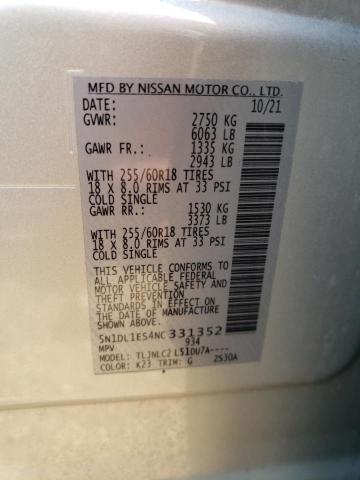 MFD BY NISSAN MOTOR CO., LTD.
DATE: 10/21
GVWR: 2750 KG
6063 LB
GAWR FR.: 1335 KG
2943 LB
WITH 255/60R18 TIRES
18 X 8.0 RIMS AT 33 PSI
COLD SINGLE
GAWR RR.: 1530 KG
3373 LB
WITH 255/60R18 TIRES
18 X 8.0 RIMS AT 33 PSI
COLD SINGLE
THIS VEHICLE CONFORMS TO
ALL APPLICABLE FEDERAL
MOTOR VEHICLE SAFETY AND
THEFT PREVENTION
STANDARDS IN EFFECT ON
THE DATE OF MANUFACTURE
SHOWN ABOVE.
5N1DL1ES4NC331352
MPV 934
MODEL: TLJNLC2 L51DU7A----
COLOR: K23 TRIM: G 2S30A